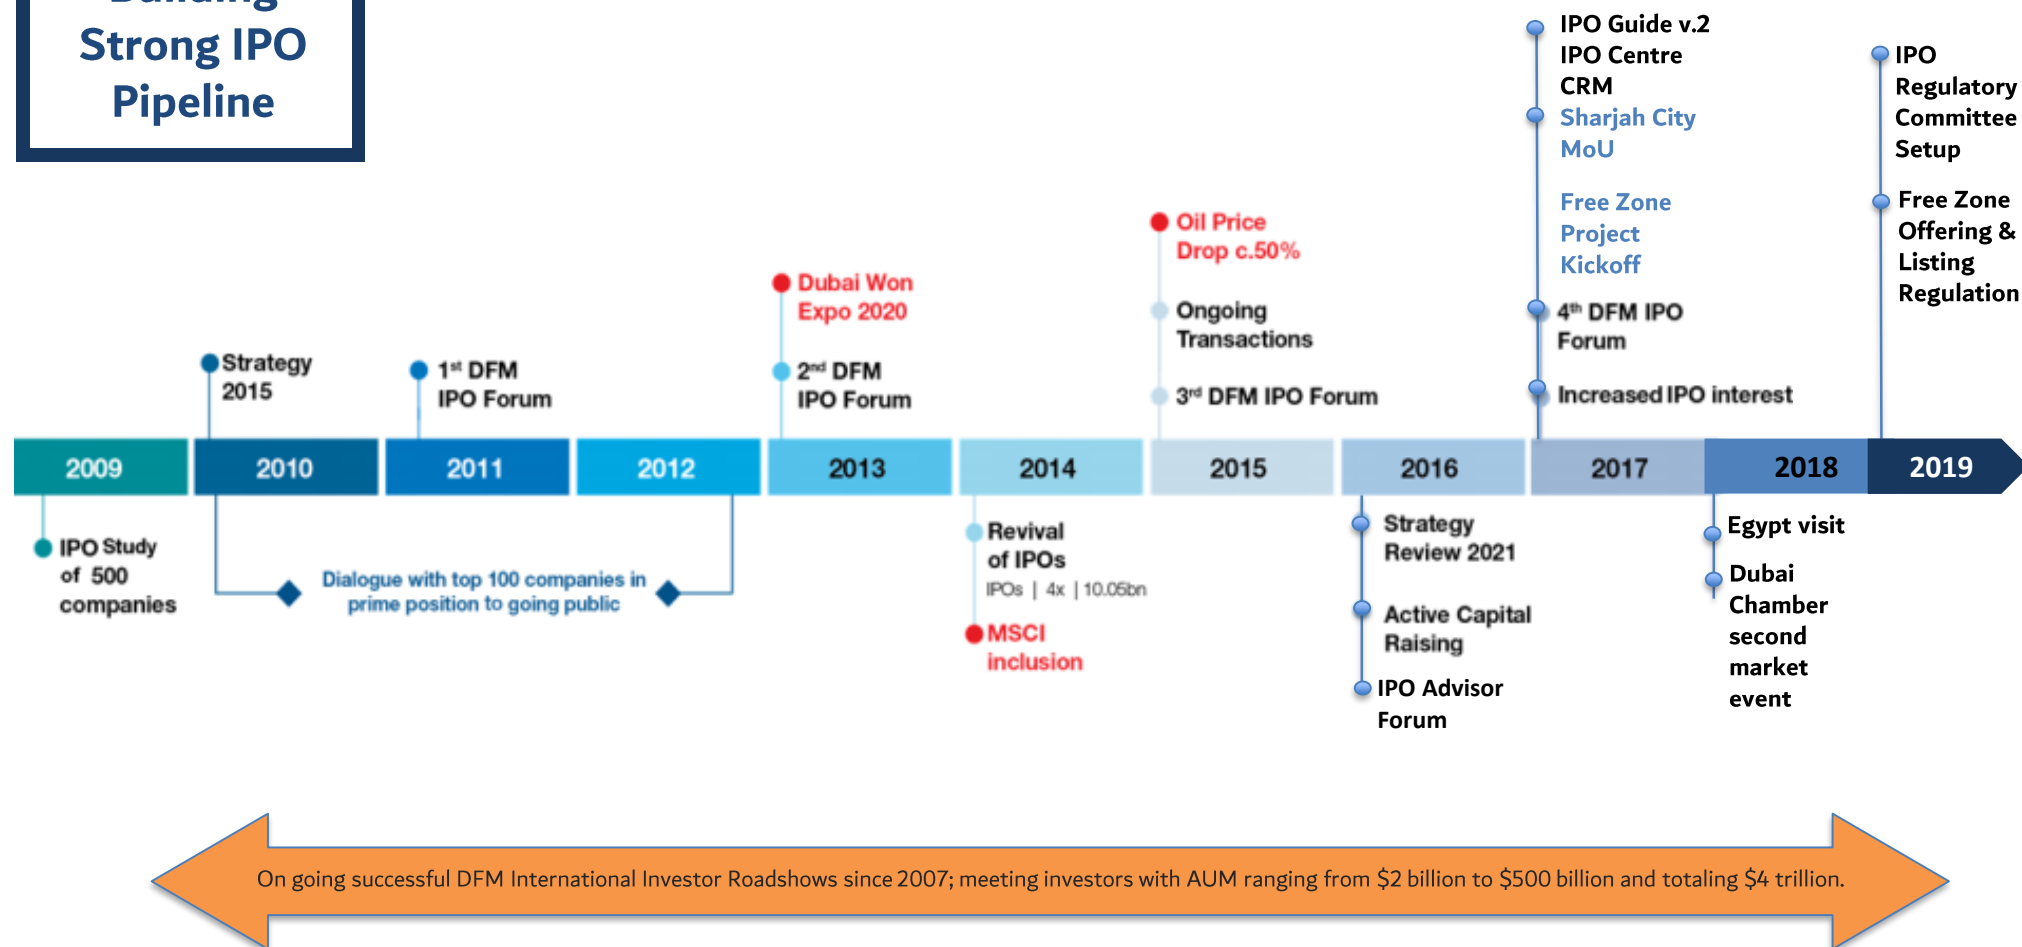 Building
Strong IPO
Pipeline
IPO Guide v.2
IPO Centre
CRM
Sharjah City
MoU
Free Zone
Project
Kickoff
4th DFM IPO
Forum
Increased IPO interest
IPO
Regulatory
Committee
Setup
Free Zone
Offering &
Listing
Regulation
Oil Price
Drop c.50%
Ongoing
Transactions
3rd DFM IPO Forum
Dubai Won
Expo 2020
2nd DFM
IPO Forum
Strategy
2015
1st DFM
IPO Forum
2009 2010 2011 2012 2013 2014 2015 2016 2017 2018 2019
IPO Study
of 500
companies
Dialogue with top 100 companies in
prime position to going public
Revival
of IPOs
IPOs | 4x | 10.05bn
MSCI
inclusion
Strategy
Review 2021
Active Capital
Raising
IPO Advisor
Forum
Egypt visit
Dubai
Chamber
second
market
event
On going successful DFM International Investor Roadshows since 2007; meeting investors with AUM ranging from $2 billion to $500 billion and totaling $4 trillion.